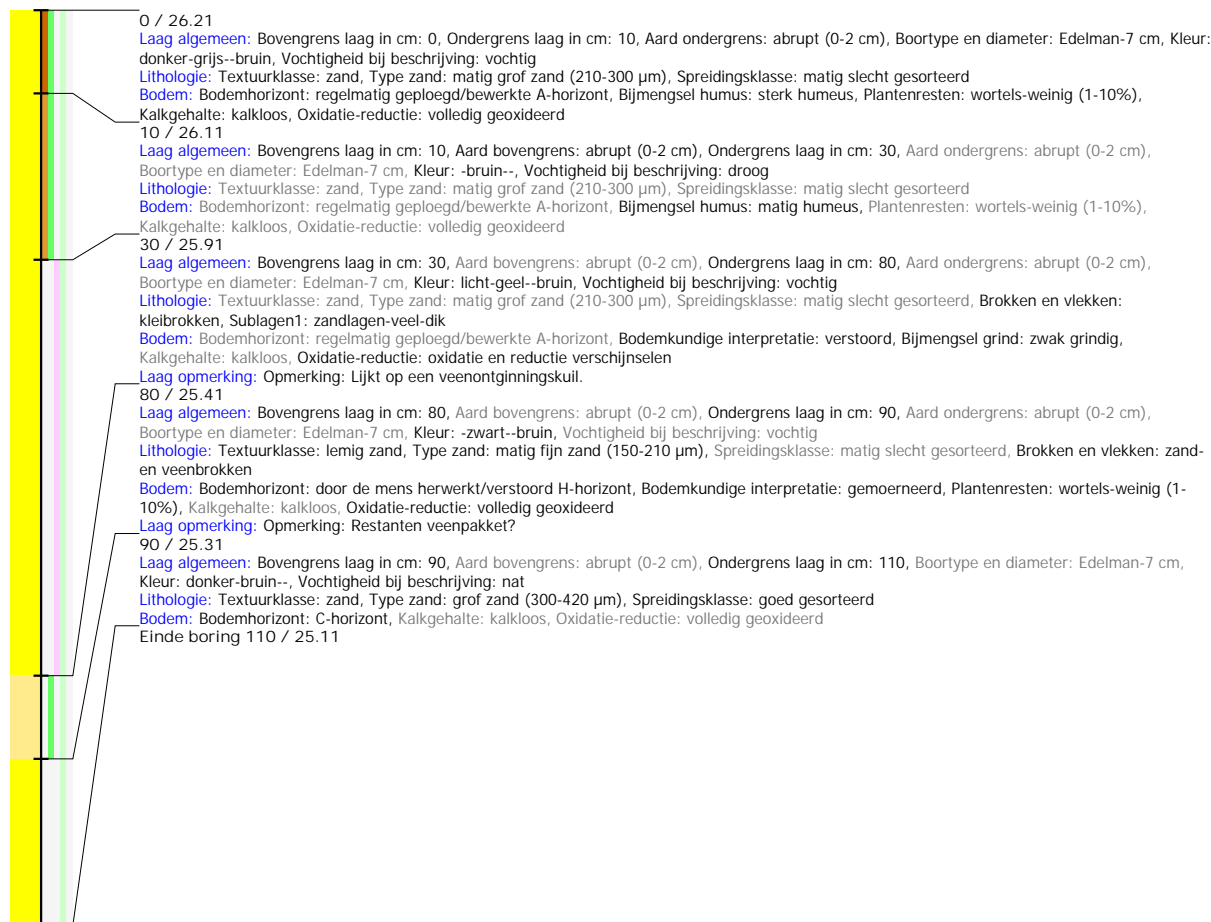 0 / 26.21
Laag algemeen: Bovengrens laag in cm: 0, Ondergrens laag in cm: 10, Aard ondergrens: abrupt (0-2 cm), Boortype en diameter: Edelman-7 cm, Kleur:
donker-grijs--bruin, Vochtigheid bij beschrijving: vochtig
Lithologie: Textuurklasse: zand, Type zand: matig grof zand (210-300 µm), Spreidingsklasse: matig slecht gesorteerd
Bodem: Bodemhorizont: regelmatig geploegd/bewerkte A-horizont, Bijmengsel humus: sterk humeus, Plantenresten: wortels-weinig (1-10%),
Kalkgehalte: kalkloos, Oxidatie-reductie: volledig geoxideerd
10 / 26.11
Laag algemeen: Bovengrens laag in cm: 10, Aard bovengrens: abrupt (0-2 cm), Ondergrens laag in cm: 30, Aard ondergrens: abrupt (0-2 cm),
Boortype en diameter: Edelman-7 cm, Kleur: -bruin--, Vochtigheid bij beschrijving: droog
Lithologie: Textuurklasse: zand, Type zand: matig grof zand (210-300 µm), Spreidingsklasse: matig slecht gesorteerd
Bodem: Bodemhorizont: regelmatig geploegd/bewerkte A-horizont, Bijmengsel humus: matig humeus, Plantenresten: wortels-weinig (1-10%),
Kalkgehalte: kalkloos, Oxidatie-reductie: volledig geoxideerd
30 / 25.91
Laag algemeen: Bovengrens laag in cm: 30, Aard bovengrens: abrupt (0-2 cm), Ondergrens laag in cm: 80, Aard ondergrens: abrupt (0-2 cm),
Boortype en diameter: Edelman-7 cm, Kleur: licht-geel--bruin, Vochtigheid bij beschrijving: vochtig
Lithologie: Textuurklasse: zand, Type zand: matig grof zand (210-300 µm), Spreidingsklasse: matig slecht gesorteerd, Brokken en vlekken:
kleibrokken, Sublagen1: zandlagen-veel-dik
Bodem: Bodemhorizont: regelmatig geploegd/bewerkte A-horizont, Bodemkundige interpretatie: verstoord, Bijmengsel grind: zwak grindig,
Kalkgehalte: kalkloos, Oxidatie-reductie: oxidatie en reductie verschijnselen
Laag opmerking: Opmerking: Lijkt op een veenontginningskuil.
80 / 25.41
Laag algemeen: Bovengrens laag in cm: 80, Aard bovengrens: abrupt (0-2 cm), Ondergrens laag in cm: 90, Aard ondergrens: abrupt (0-2 cm),
Boortype en diameter: Edelman-7 cm, Kleur: -zwart--bruin, Vochtigheid bij beschrijving: vochtig
Lithologie: Textuurklasse: lemig zand, Type zand: matig fijn zand (150-210 µm), Spreidingsklasse: matig slecht gesorteerd, Brokken en vlekken: zand-
en veenbrokken
Bodem: Bodemhorizont: door de mens herwerkt/verstoord H-horizont, Bodemkundige interpretatie: gemoerneerd, Plantenresten: wortels-weinig (1-
10%), Kalkgehalte: kalkloos, Oxidatie-reductie: volledig geoxideerd
Laag opmerking: Opmerking: Restanten veenpakket?
90 / 25.31
Laag algemeen: Bovengrens laag in cm: 90, Aard bovengrens: abrupt (0-2 cm), Ondergrens laag in cm: 110, Boortype en diameter: Edelman-7 cm,
Kleur: donker-bruin--, Vochtigheid bij beschrijving: nat
Lithologie: Textuurklasse: zand, Type zand: grof zand (300-420 µm), Spreidingsklasse: goed gesorteerd
Bodem: Bodemhorizont: C-horizont, Kalkgehalte: kalkloos, Oxidatie-reductie: volledig geoxideerd
Einde boring 110 / 25.11